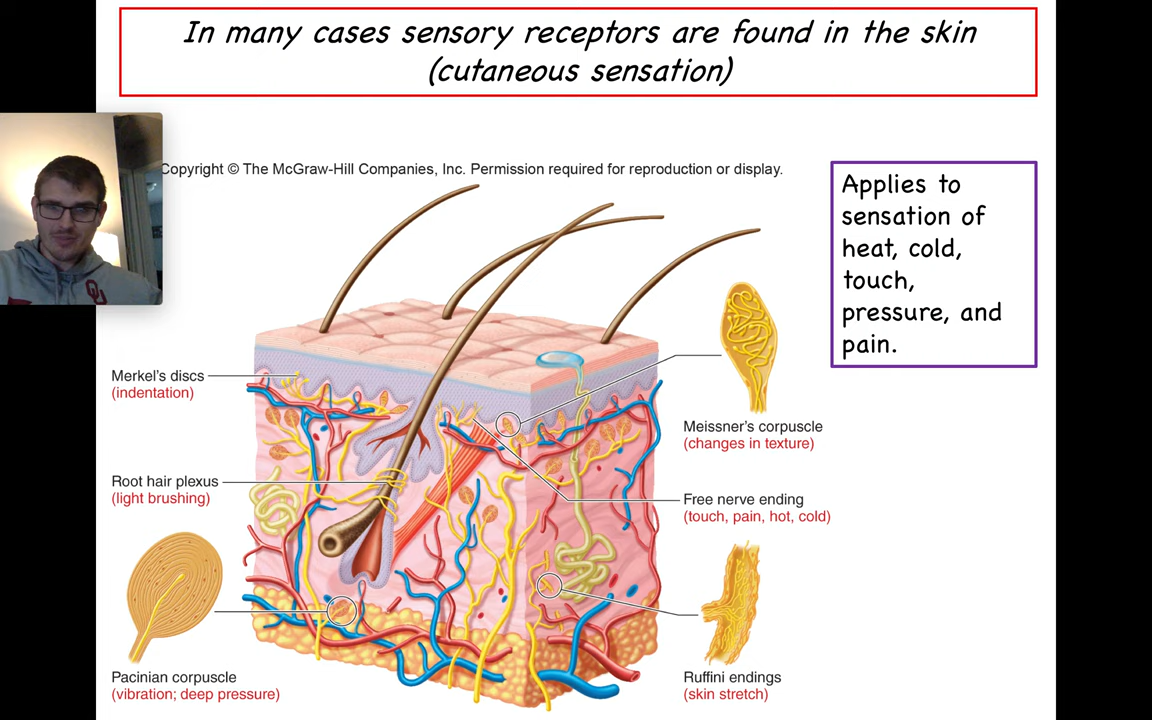 In many cases sensory receptors are found in the skin
(cutaneous sensation)
Copyright © The McGraw-Hill Companies, Inc. Permission required for reproduction or display.
Applies to
sensation of
heat, cold,
touch,
pressure, and
pain.
OU
Merkel's discs
(indentation)
Root hair plexus
(light brushing)
Pacinian corpuscle
(vibration; deep pressure)
Meissner's corpuscle
(changes in texture)
Free nerve ending
(touch, pain, hot, cold)
Ruffini endings
(skin stretch)